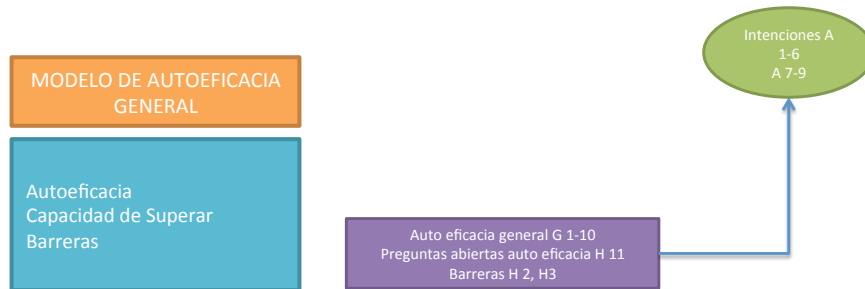 MODELO DE AUTOEFICACIA
GENERAL
Autoeficacia
Capacidad de Superar
Barreras
Auto eficacia general G 1-10
Preguntas abiertas auto eficacia H 11
Barreras H 2, H3
Intenciones A
1-6
A 7-9